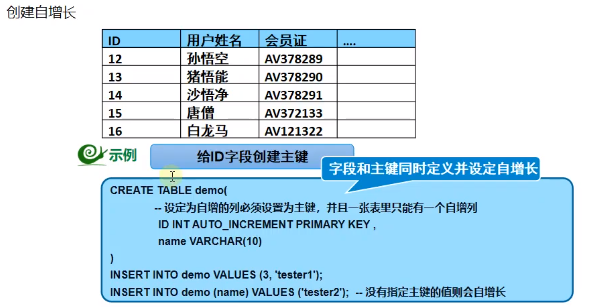 创建自增长
ID 用户姓名 会员证 ....
12 孙悟空 AV378289
13 猪悟能 AV378290
14 沙悟净 AV378291
15 唐僧 AV372133
16 白龙马 AV121322
示例 给ID字段创建主键
字段和主键同时定义并设定自增长
CREATE TABLE demo(
-- 设定为自增的列必须设置为主键，并且一张表里只能有一个自增列
ID INT AUTO_INCREMENT PRIMARY KEY ,
name VARCHAR(10)
)
INSERT INTO demo VALUES (3, 'tester1');
INSERT INTO demo (name) VALUES ('tester2'); -- 没有指定主键的值则会自增长